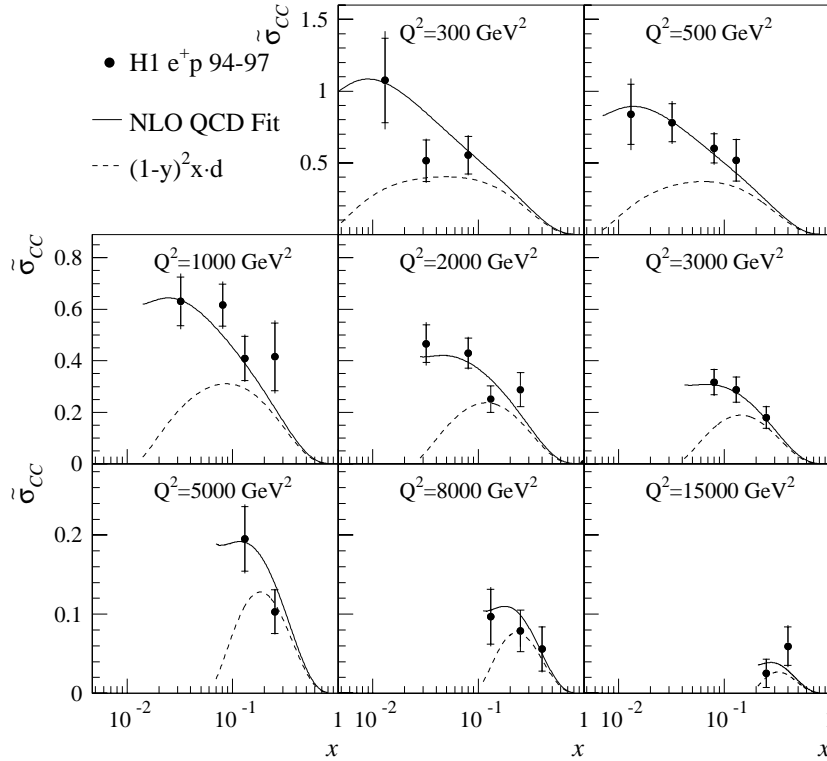 σ̃_CC
Q²=300 GeV²
Q²=500 GeV²
H1 e⁺p 94-97
NLO QCD Fit
(1-y)²x·d
1.5
1
0.5
σ̃_CC
Q²=1000 GeV²
Q²=2000 GeV²
Q²=3000 GeV²
0.8
0.6
0.4
0.2
0
σ̃_CC
Q²=5000 GeV²
Q²=8000 GeV²
Q²=15000 GeV²
0.2
0.1
0
10⁻² 10⁻¹ 1 10⁻² 10⁻¹ 10⁻² 10⁻¹
x x x